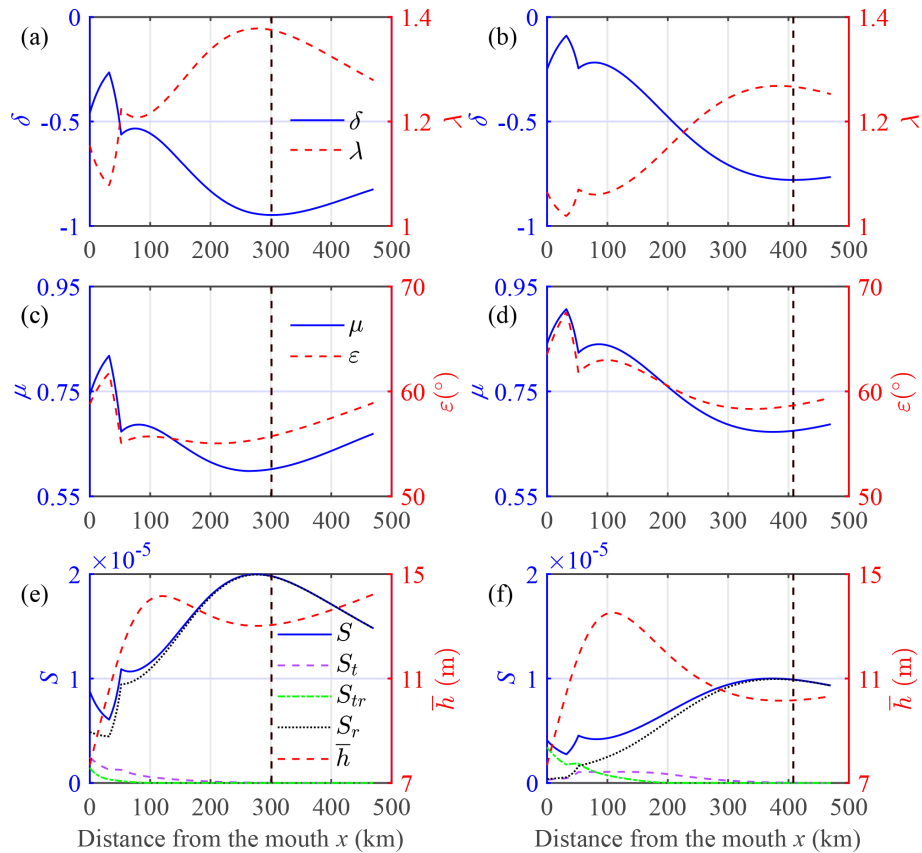 (a)
0
-0.5
-1
δ
1.4
1.2
1
λ
δ
λ
0 100 200 300 400 500
(b)
0
-0.5
-1
δ
1.4
1.2
1
λ
0 100 200 300 400 500
(c)
0.95
0.75
0.55
μ
70
60
50
ε(°)
μ
ε
0 100 200 300 400 500
(d)
0.95
0.75
0.55
μ
70
60
50
ε(°)
0 100 200 300 400 500
(e)
×10⁻⁵
2
1
0
S
15
11
7
h̅ (m)
S
Sₜ
Sₜᵣ
Sᵣ
h̅
0 100 200 300 400 500
Distance from the mouth x (km)
(f)
×10⁻⁵
2
1
0
S
15
11
7
h̅ (m)
0 100 200 300 400 500
Distance from the mouth x (km)